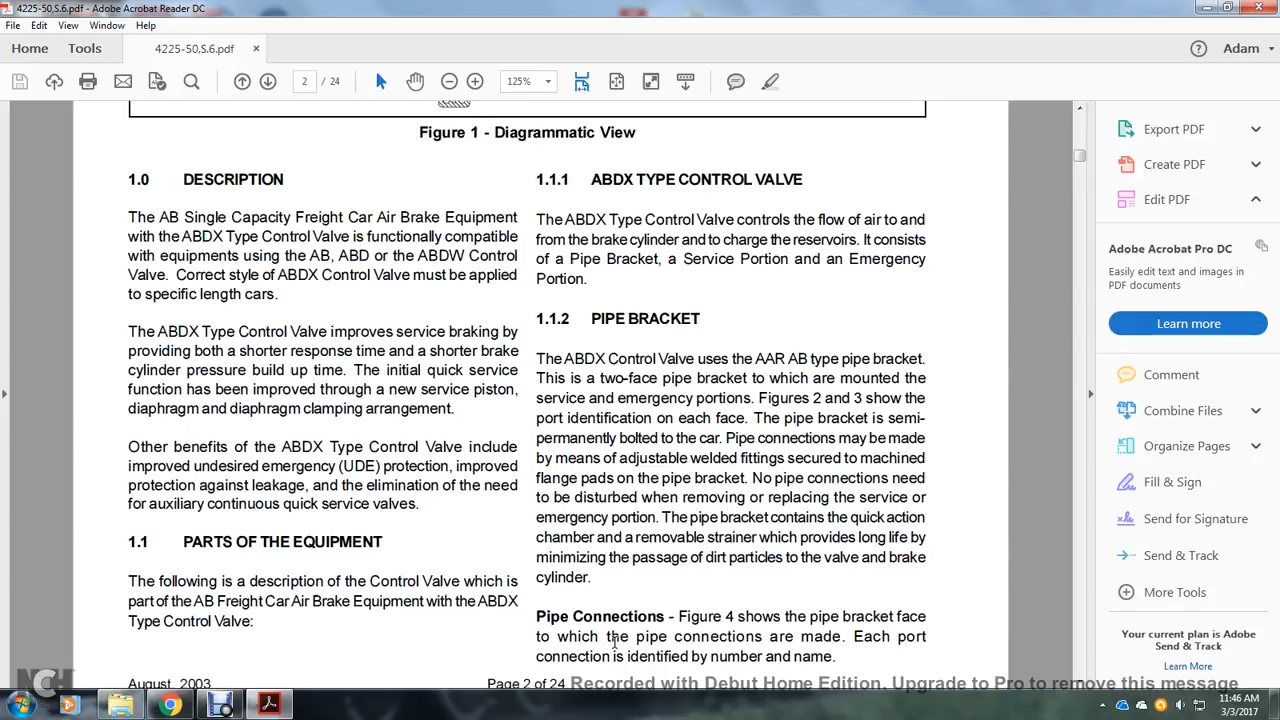 4225-50,S.6.pdf - Adobe Acrobat Reader DC
File Edit View Window Help
Home Tools 4225-50,S.6.pdf × Adam
2 / 24 125%
Figure 1 - Diagrammatic View
1.0 DESCRIPTION
The AB Single Capacity Freight Car Air Brake Equipment
with the ABDX Type Control Valve is functionally compatible
with equipments using the AB, ABD or the ABDW Control
Valve. Correct style of ABDX Control Valve must be applied
to specific length cars.
The ABDX Type Control Valve improves service braking by
providing both a shorter response time and a shorter brake
cylinder pressure build up time. The initial quick service
function has been improved through a new service piston,
diaphragm and diaphragm clamping arrangement.
Other benefits of the ABDX Type Control Valve include
improved undesired emergency (UDE) protection, improved
protection against leakage, and the elimination of the need
for auxiliary continuous quick service valves.
1.1 PARTS OF THE EQUIPMENT
The following is a description of the Control Valve which is
part of the AB Freight Car Air Brake Equipment with the ABDX
Type Control Valve:
1.1.1 ABDX TYPE CONTROL VALVE
The ABDX Type Control Valve controls the flow of air to and
from the brake cylinder and to charge the reservoirs. It consists
of a Pipe Bracket, a Service Portion and an Emergency
Portion.
1.1.2 PIPE BRACKET
The ABDX Control Valve uses the AAR AB type pipe bracket.
This is a two-face pipe bracket to which are mounted the
service and emergency portions. Figures 2 and 3 show the
port identification on each face. The pipe bracket is semi-
permanently bolted to the car. Pipe connections may be made
by means of adjustable welded fittings secured to machined
flange pads on the pipe bracket. No pipe connections need
to be disturbed when removing or replacing the service or
emergency portion. The pipe bracket contains the quick action
chamber and a removable strainer which provides long life by
minimizing the passage of dirt particles to the valve and brake
cylinder.
Pipe Connections - Figure 4 shows the pipe bracket face
to which the pipe connections are made. Each port
connection is identified by number and name.
August, 2003
Page 2 of 24
Export PDF
Create PDF
Edit PDF
Adobe Acrobat Pro DC
Easily edit text and images in
PDF documents
Learn more
Comment
Combine Files
Organize Pages
Fill & Sign
Send for Signature
Send & Track
More Tools
Your current plan is Adobe
Send & Track
Learn More
NCH
Recorded with Debut Home Edition. Upgrade to Pro to remove this message
11:46 AM
3/3/2017